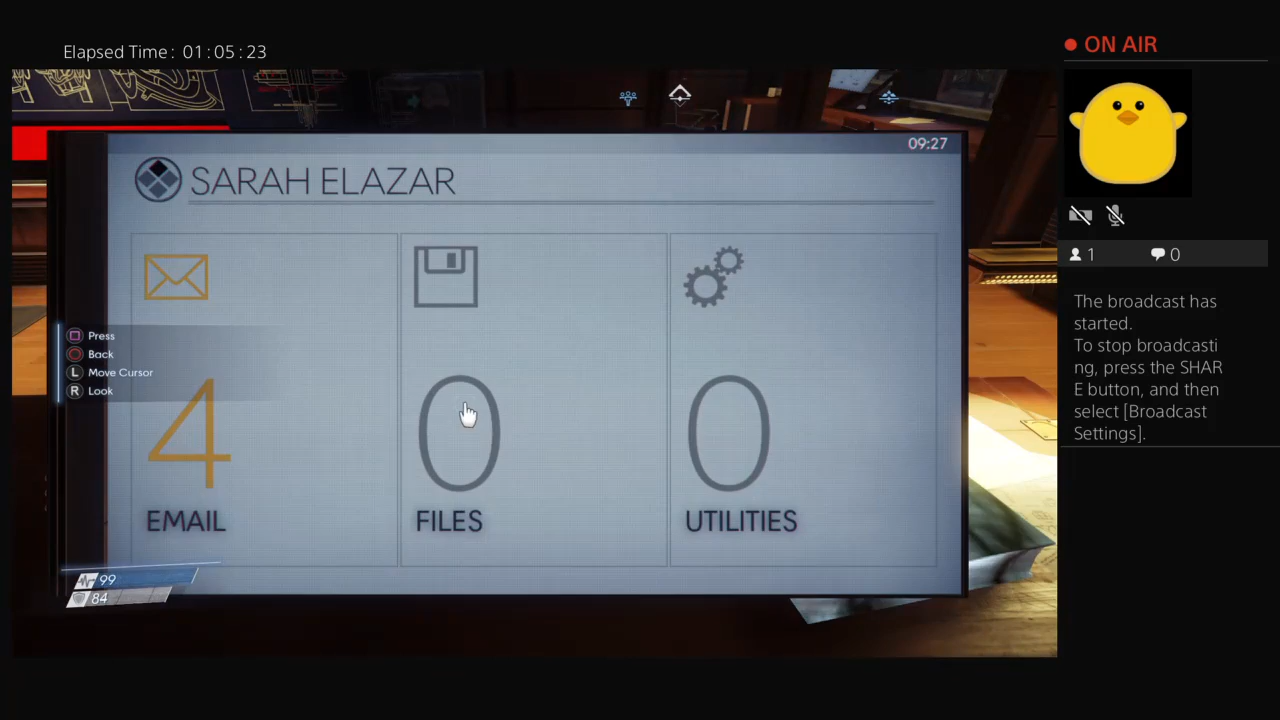 Elapsed Time: 01:05:23
ON AIR
09:27
SARAH ELAZAR
1
0
The broadcast has
started.
To stop broadcasti
ng, press the SHAR
E button, and then
select [Broadcast
Settings].
Press
Back
L Move Cursor
R Look
4
0
0
EMAIL
FILES
UTILITIES
99
84